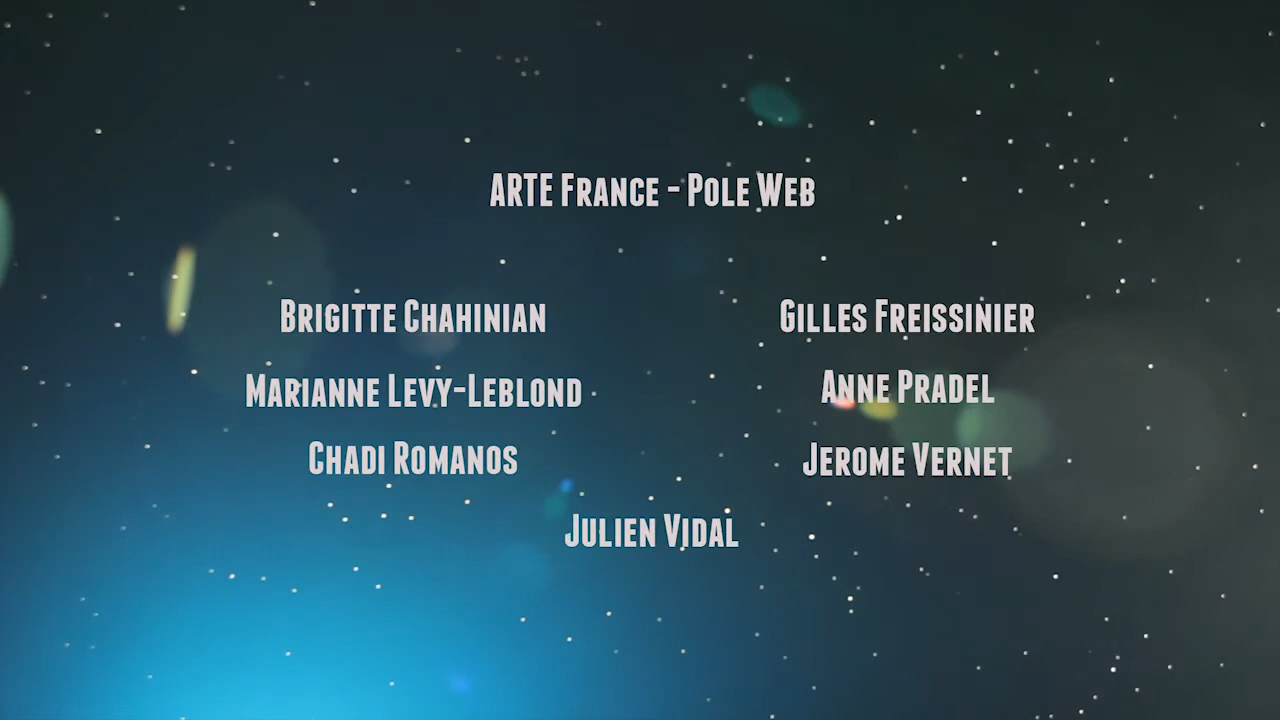 ARTE France - Pole Web
Brigitte Chahinian
Gilles Freissinier
Marianne Levy-Leblond
Anne Pradel
Chadi Romanos
Jerome Vernet
Julien Vidal